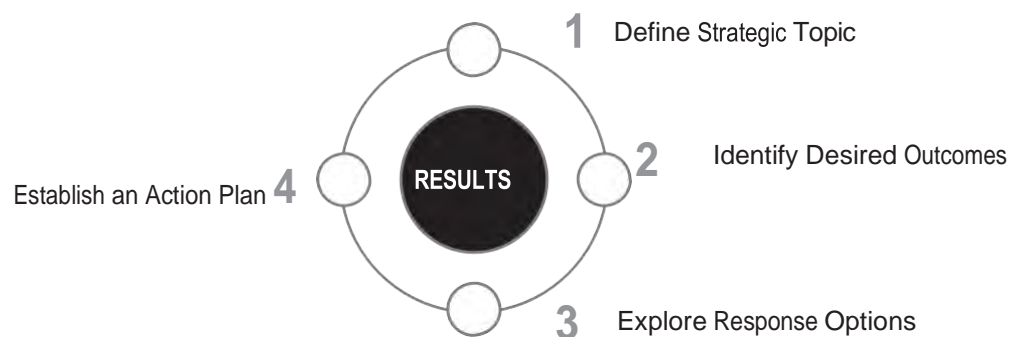 1 Define Strategic Topic
2 Identify Desired Outcomes
RESULTS
Establish an Action Plan 4
3 Explore Response Options